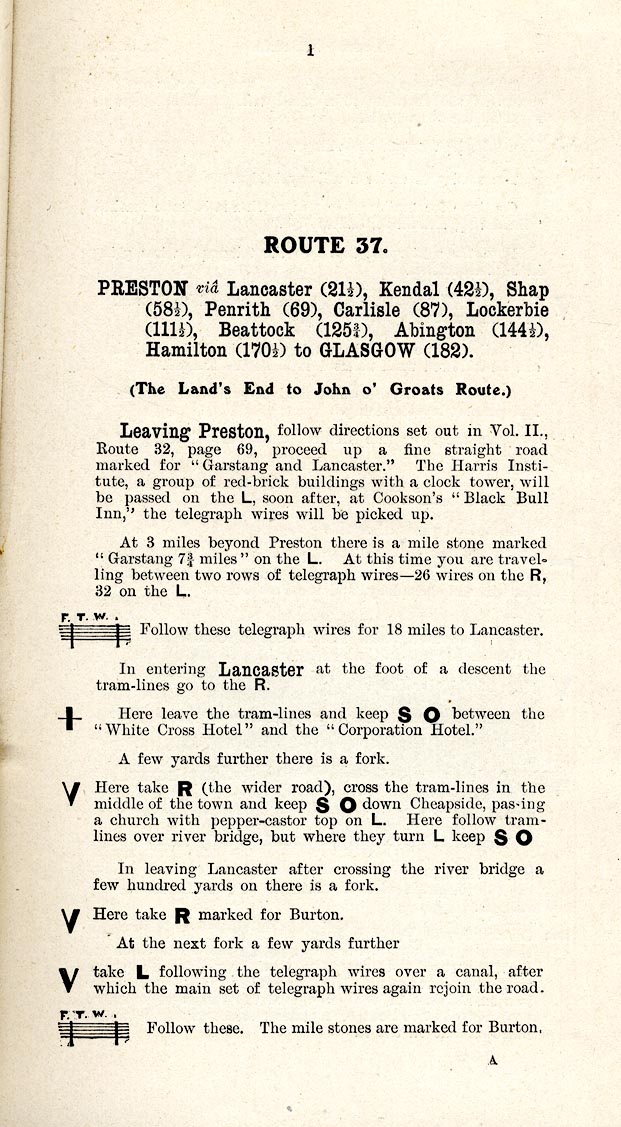 1
ROUTE 37.
PRESTON viâ Lancaster (21½), Kendal (42½), Shap
(58½), Penrith (69), Carlisle (87), Lockerbie
(111½), Beattock (125¾), Abington (144½),
Hamilton (170½) to GLASGOW (182).
(The Land's End to John o' Groats Route.)
Leaving Preston, follow directions set out in Vol. II.,
Route 32, page 69, proceed up a fine straight road
marked for "Garstang and Lancaster." The Harris Insti-
tute, a group of red-brick buildings with a clock tower, will
be passed on the L, soon after, at Cookson's "Black Bull
Inn," the telegraph wires will be picked up.
At 3 miles beyond Preston there is a mile stone marked
"Garstang 7¾ miles" on the L. At this time you are travel-
ling between two rows of telegraph wires—26 wires on the R,
32 on the L.
F. T. W.
Follow these telegraph wires for 18 miles to Lancaster.
In entering Lancaster at the foot of a descent the
tram-lines go to the R.
Here leave the tram-lines and keep S O between the
"White Cross Hotel" and the "Corporation Hotel."
A few yards further there is a fork.
V Here take R (the wider road), cross the tram-lines in the
middle of the town and keep S O down Cheapside, pas-ing
a church with pepper-castor top on L. Here follow tram-
lines over river bridge, but where they turn L keep S O
In leaving Lancaster after crossing the river bridge a
few hundred yards on there is a fork.
V Here take R marked for Burton.
At the next fork a few yards further
V take L following the telegraph wires over a canal, after
which the main set of telegraph wires again rejoin the road.
F. T. W.
Follow these. The mile stones are marked for Burton,
A